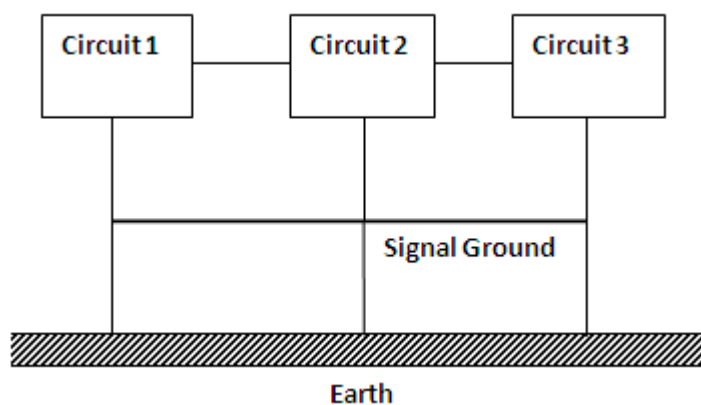 Circuit 1
Circuit 2
Circuit 3
Signal Ground
Earth